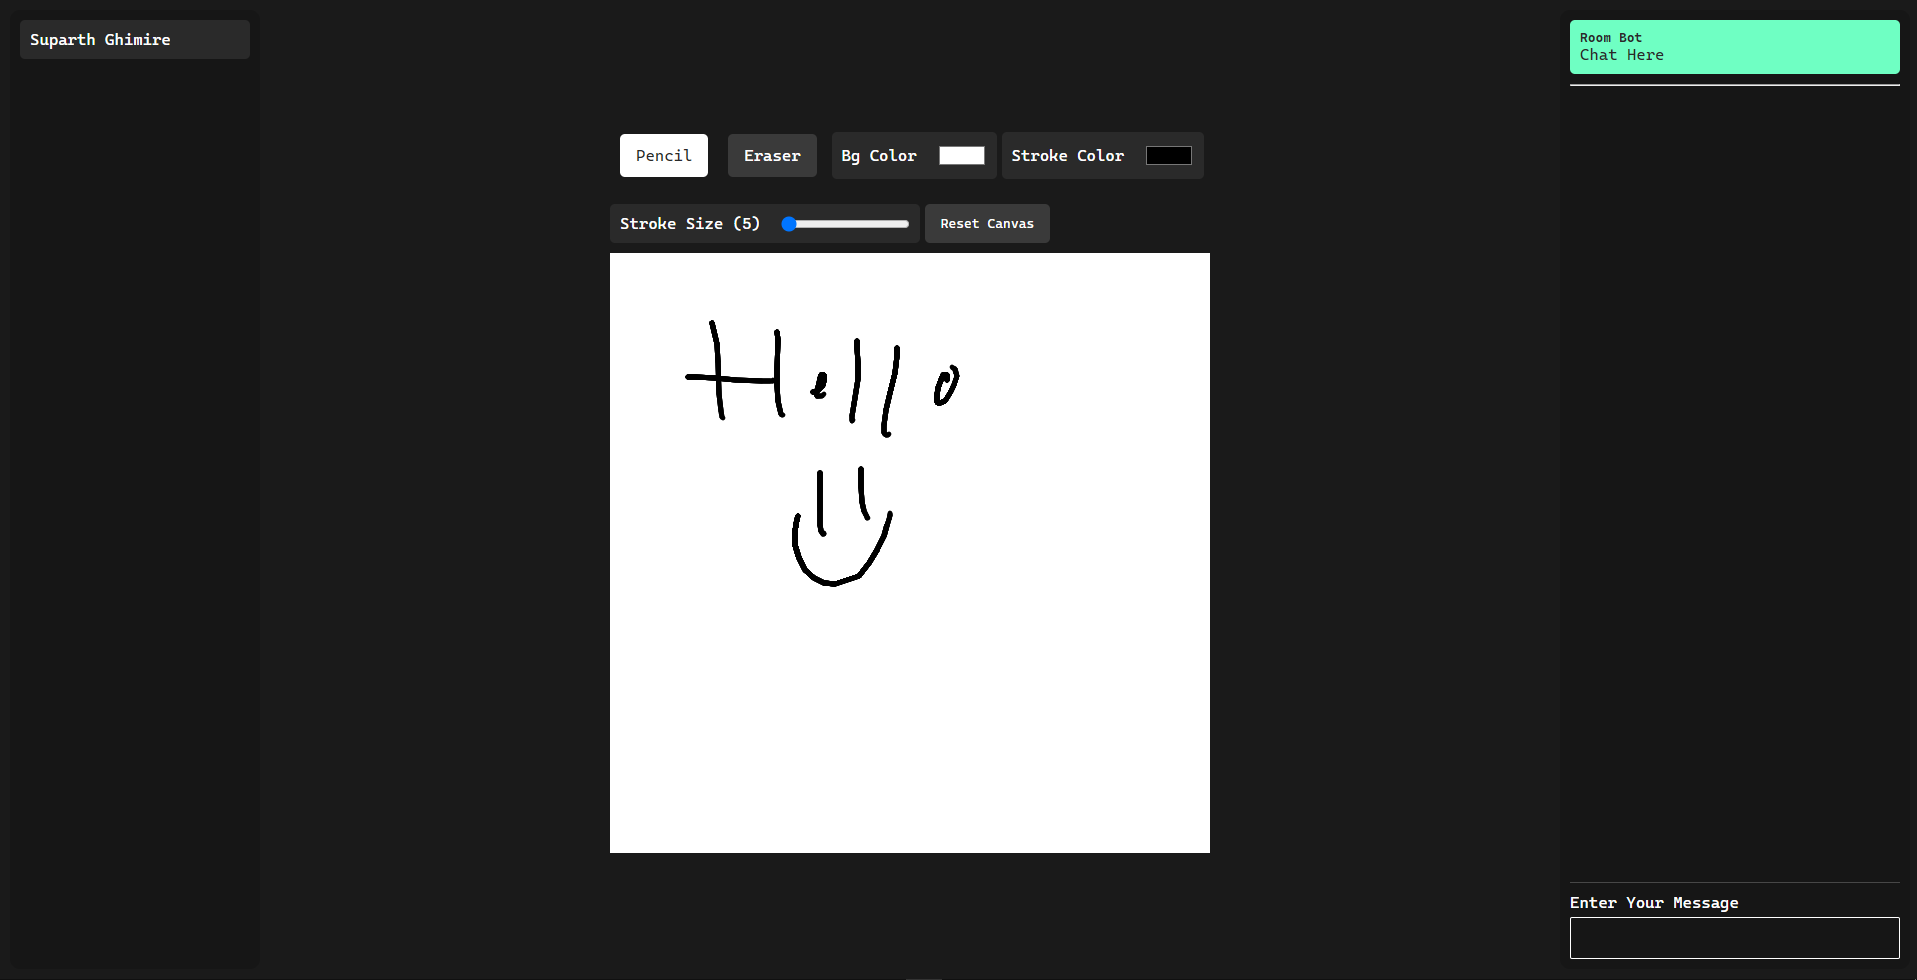 Suparth Ghimire
Room Bot
Chat Here
Pencil Eraser Bg Color Stroke Color
Stroke Size (5) Reset Canvas
Hello
Enter Your Message